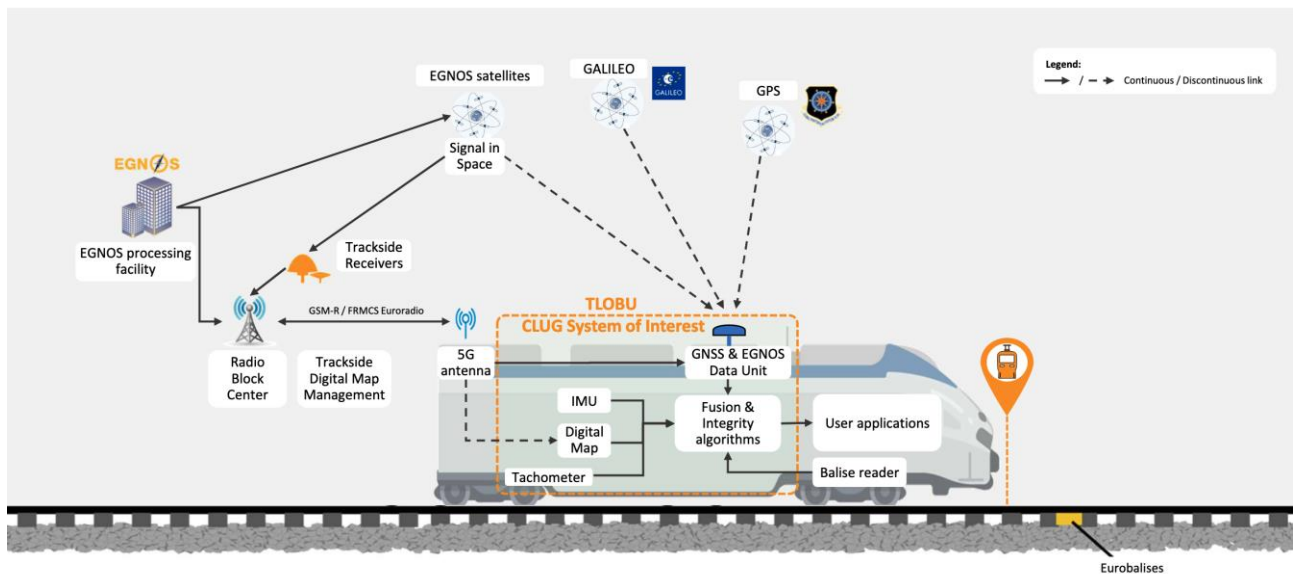 EGNOS satellites
GALILEO
GALILEO
GPS
Legend:
/ Continuous / Discontinuous link
Signal in
Space
EGNOS
EGNOS processing
facility
Trackside
Receivers
GSM-R / FRMCS Euroradio
Radio
Block
Center
Trackside
Digital Map
Management
TLOBU
CLUG System of Interest
5G
antenna
GNSS & EGNOS
Data Unit
IMU
Digital
Map
Tachometer
Fusion &
Integrity
algorithms
User applications
Balise reader
Eurobalises